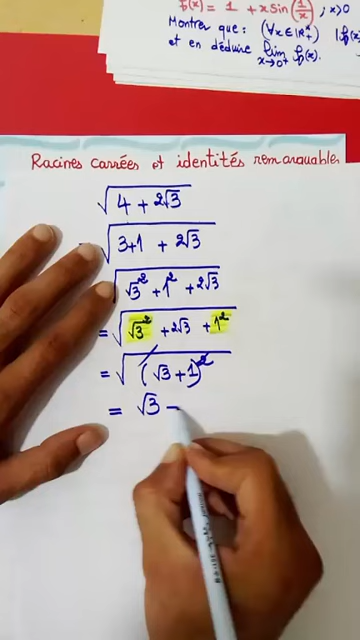 f(x) = 1 + x sin(1/x) ; x>0
Montrer que : (∀x∈ℝ*₊) |f(x)
et en déduire lim x→0⁺ f(x).
Racines carrées et identités remarquables
√(4 + 2√3)
√(3+1 + 2√3)
√(√3² + 1² + 2√3)
= √(√3² + 2√3 + 1²)
= √((√3 + 1)²)
= √3 −